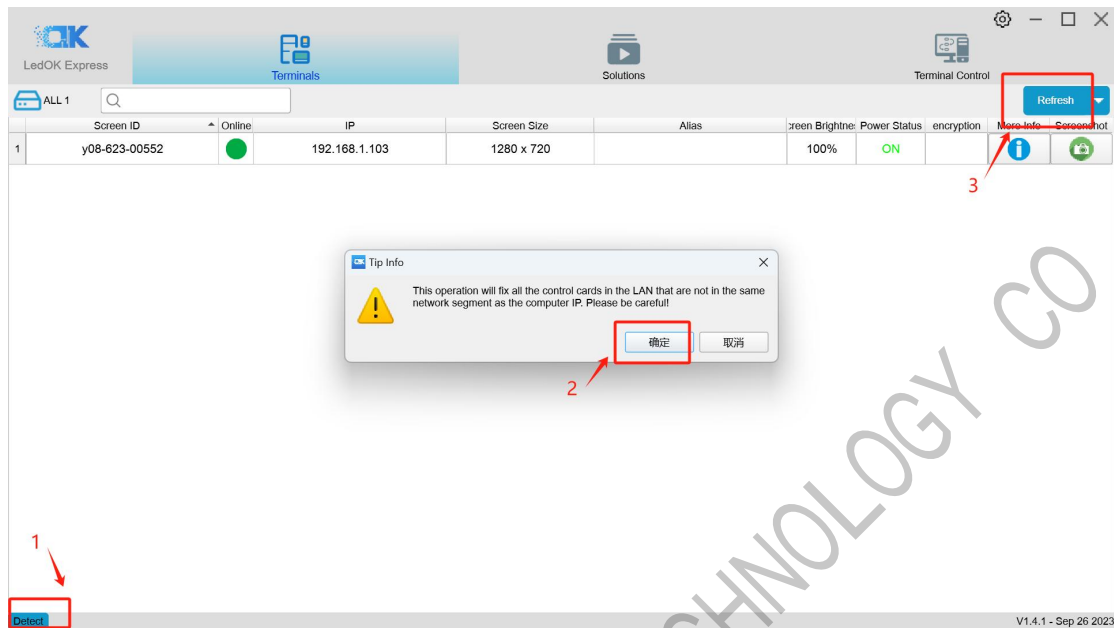 LedOK Express
Terminals
Solutions
Terminal Control
ALL 1
Refresh
Screen ID
Online
IP
Screen Size
Alias
creen Brightnes
Power Status
encryption
More Info
Screenshot
1
y08-623-00552
192.168.1.103
1280 x 720
100%
ON
3
Tip Info
This operation will fix all the control cards in the LAN that are not in the same
network segment as the computer IP. Please be careful!
确定
取消
2
1
Detect
V1.4.1 - Sep 26 2023
CHNOLOGY CO